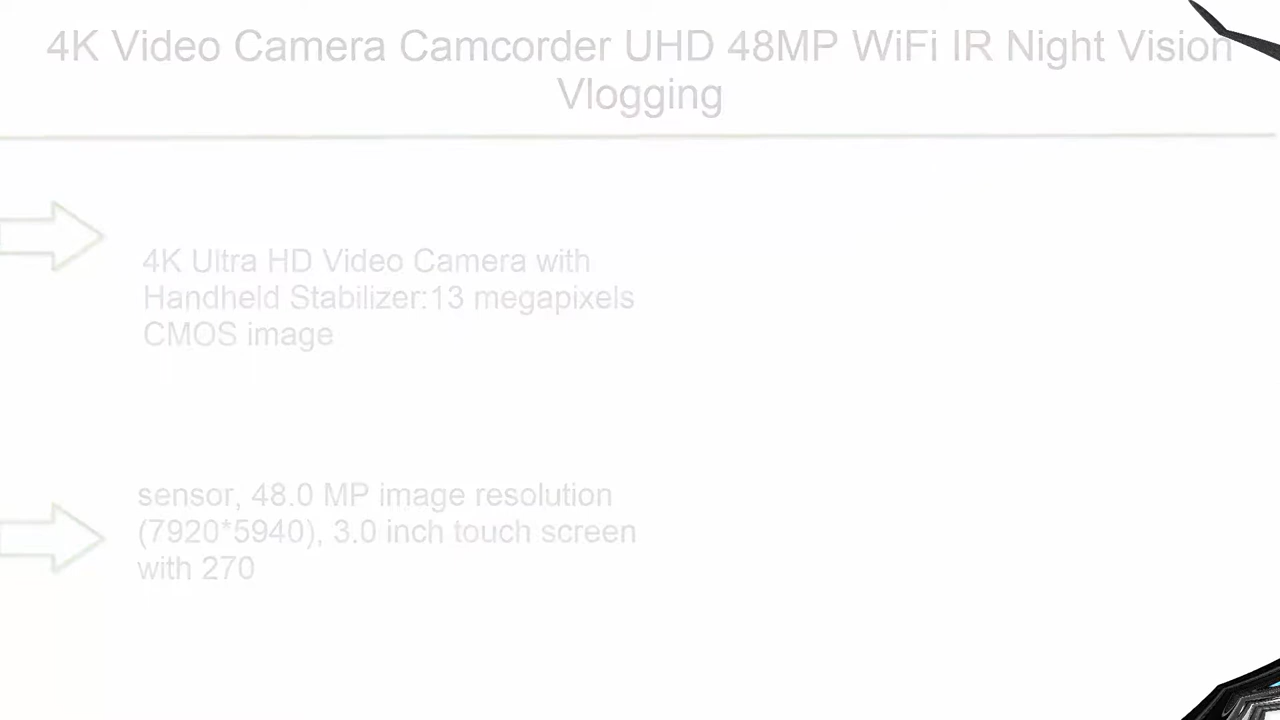 4K Video Camera Camcorder UHD 48MP WiFi IR Night Vision
Vlogging
4K Ultra HD Video Camera with
Handheld Stabilizer:13 megapixels
CMOS image
sensor, 48.0 MP image resolution
(7920*5940), 3.0 inch touch screen
with 270